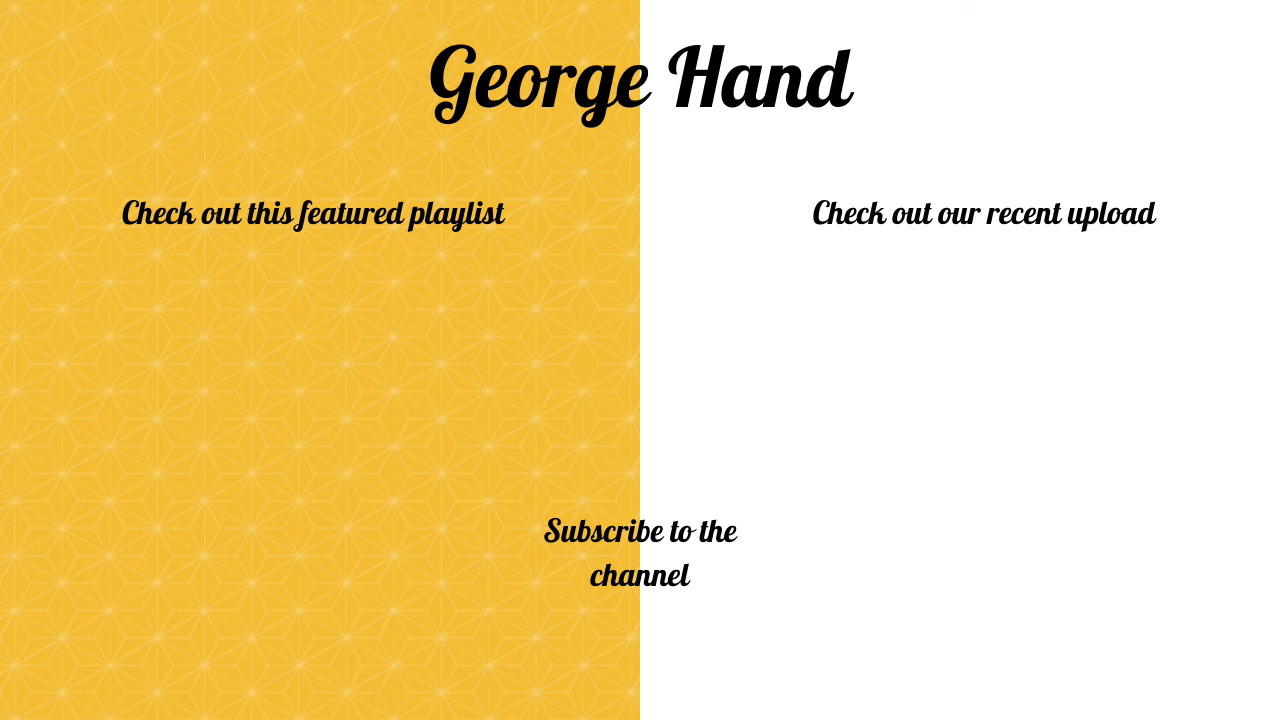 George Hand
Check out this featured playlist
Check out our recent upload
Subscribe to the
channel